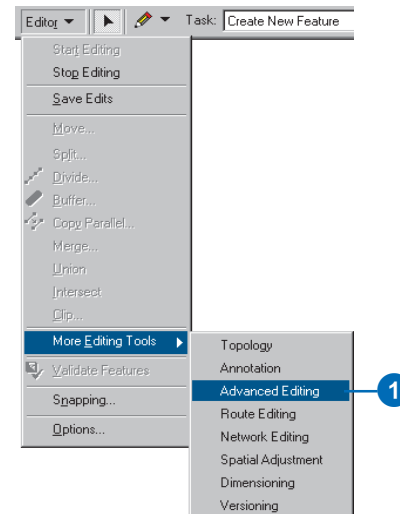 Editor Task: Create New Feature
Start Editing
Stop Editing
Save Edits
Move...
Split...
Divide...
Buffer...
Copy Parallel...
Merge...
Union
Intersect
Clip...
More Editing Tools
Validate Features
Snapping...
Options...
Topology
Annotation
Advanced Editing 1
Route Editing
Network Editing
Spatial Adjustment
Dimensioning
Versioning